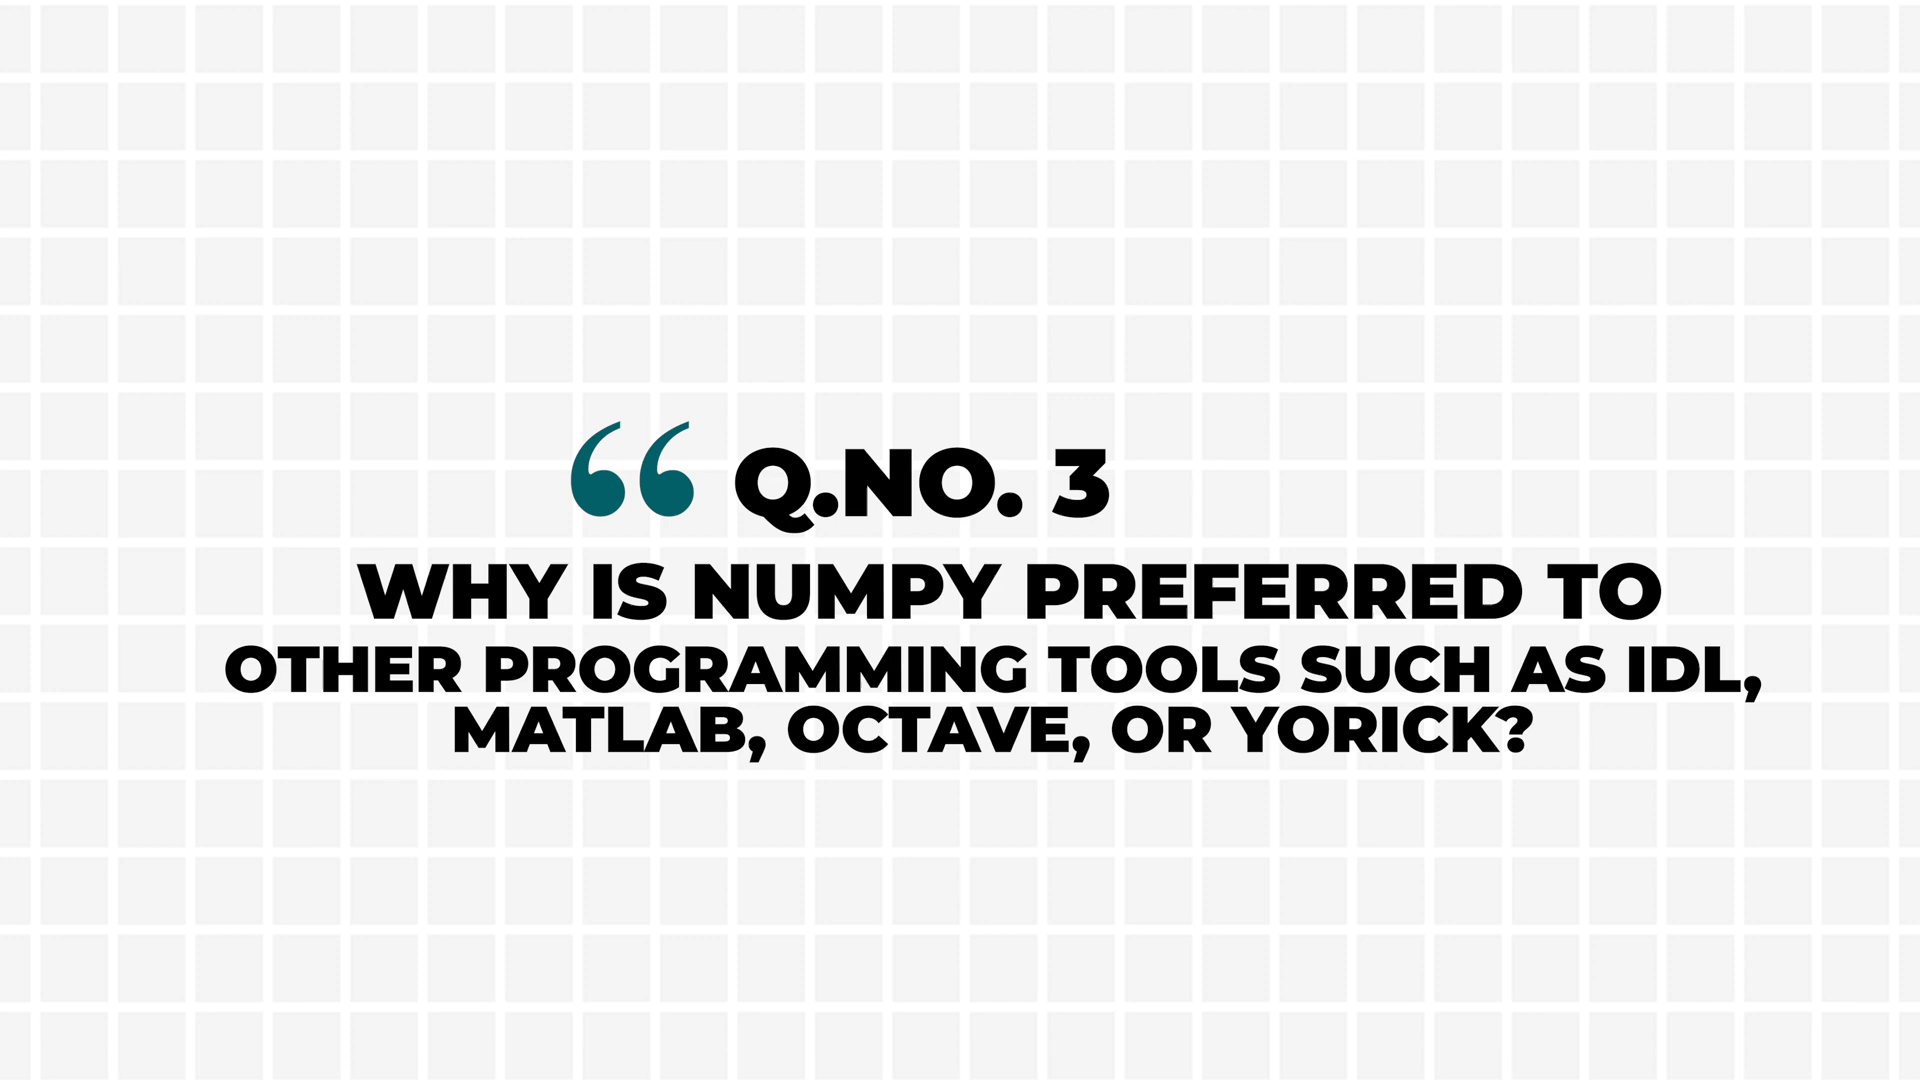 “ Q.NO. 3
WHY IS NUMPY PREFERRED TO
OTHER PROGRAMMING TOOLS SUCH AS IDL,
MATLAB, OCTAVE, OR YORICK?